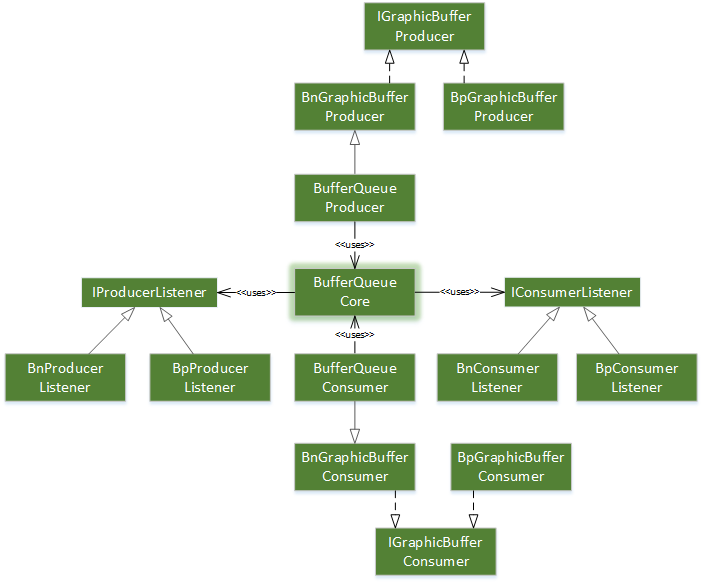 IGraphicBuffer
Producer
BnGraphicBuffer
Producer
BpGraphicBuffer
Producer
BufferQueue
Producer
<<uses>>
IProducerListener
<<uses>>
BufferQueue
Core
<<uses>>
IConsumerListener
<<uses>>
BnProducer
Listener
BpProducer
Listener
BufferQueue
Consumer
BnConsumer
Listener
BpConsumer
Listener
BnGraphicBuffer
Consumer
BpGraphicBuffer
Consumer
IGraphicBuffer
Consumer